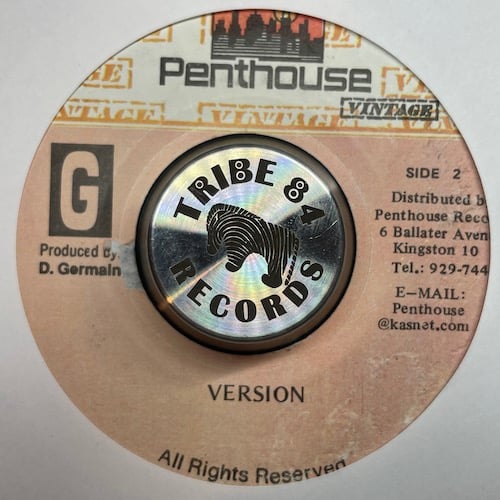 Penthouse
VINTAGE
G
Produced by:
D. Germain
TRIBE 84
RECORDS
SIDE 2
Distributed b
Penthouse Reco
6 Ballater Aven
Kingston 10
Tel.: 929-744
E-MAIL:
Penthouse
@kasnet.com
VERSION
All Rights Reserved